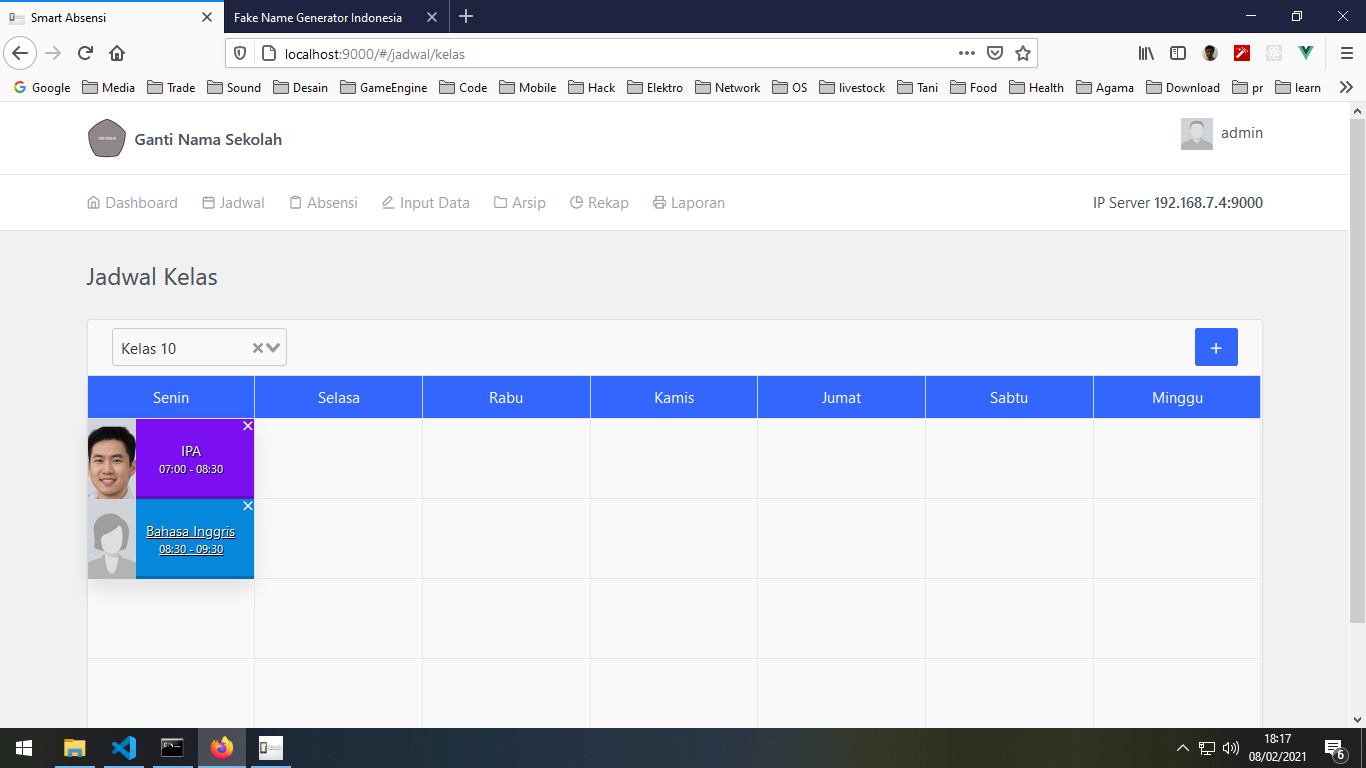 Smart Absensi
Fake Name Generator Indonesia
localhost:9000/#/jadwal/kelas
Google Media Trade Sound Desain GameEngine Code Mobile Hack Elektro Network OS livestock Tani Food Health Agama Download pr learn
Ganti Nama Sekolah
admin
Dashboard Jadwal Absensi Input Data Arsip Rekap Laporan
IP Server 192.168.7.4:9000
Jadwal Kelas
Kelas 10
+
Senin Selasa Rabu Kamis Jumat Sabtu Minggu
IPA
07:00 - 08:30
Bahasa Inggris
08:30 - 09:30
18:17
08/02/2021
6